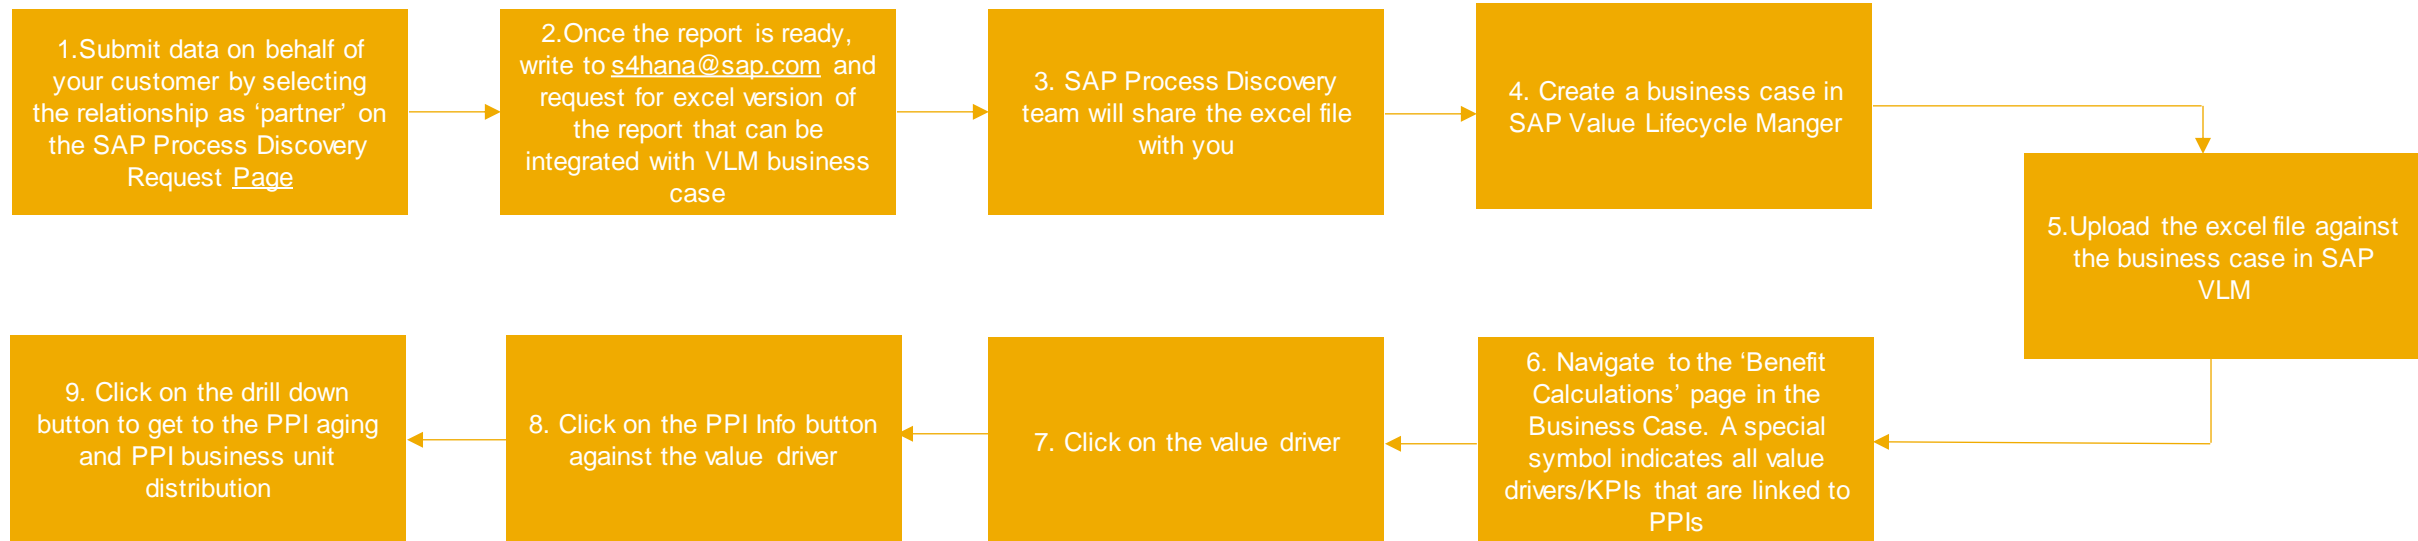 1.Submit data on behalf of
your customer by selecting
the relationship as ‘partner’ on
the SAP Process Discovery
Request Page
2.Once the report is ready,
write to s4hana@sap.com and
request for excel version of
the report that can be
integrated with VLM business
case
3. SAP Process Discovery
team will share the excel file
with you
4. Create a business case in
SAP Value Lifecycle Manger
5.Upload the excel file against
the business case in SAP
VLM
6. Navigate to the ‘Benefit
Calculations’ page in the
Business Case. A special
symbol indicates all value
drivers/KPIs that are linked to
PPIs
7. Click on the value driver
8. Click on the PPI Info button
against the value driver
9. Click on the drill down
button to get to the PPI aging
and PPI business unit
distribution